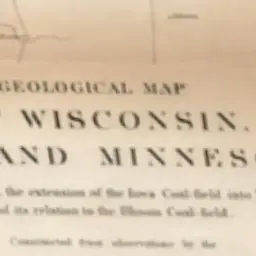 Illinois
GEOLOGICAL MAP
WISCONSIN.
AND MINNES
the extension of the Iowa Coal-field into
its relation to the Illinois Coal-field.
Constructed from observations by the